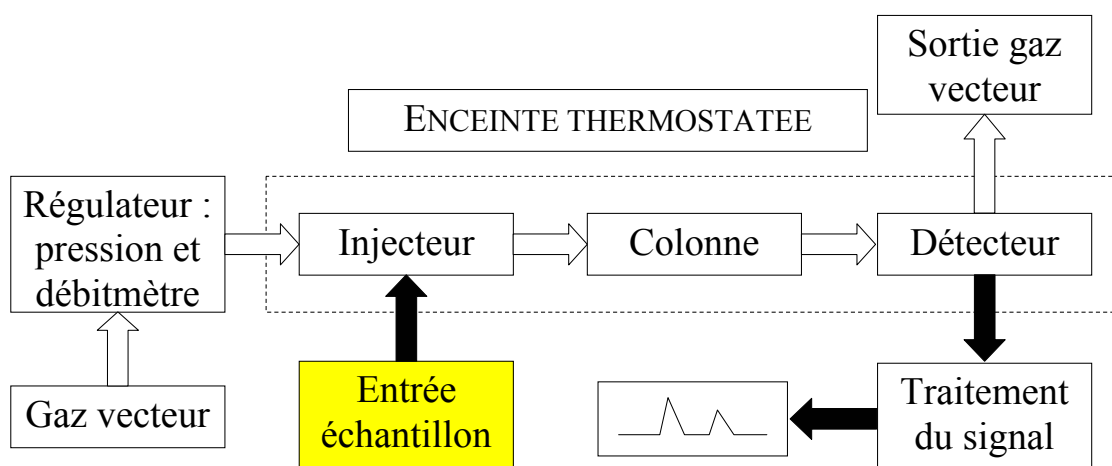 Sortie gaz
vecteur
ENCEINTE THERMOSTATEE
Régulateur :
pression et
débitmètre
Injecteur
Colonne
Détecteur
Gaz vecteur
Entrée
échantillon
Traitement
du signal